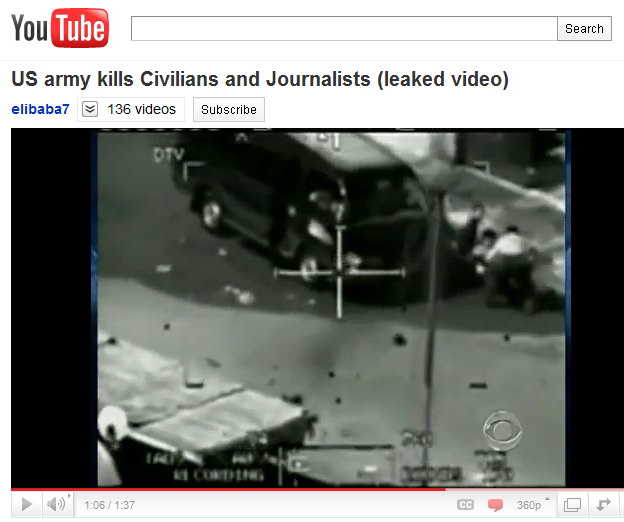 YouTube
Search
US army kills Civilians and Journalists (leaked video)
elibaba7
136 videos
Subscribe
DTV
RECORDING
1:06 / 1:37
CC
360p